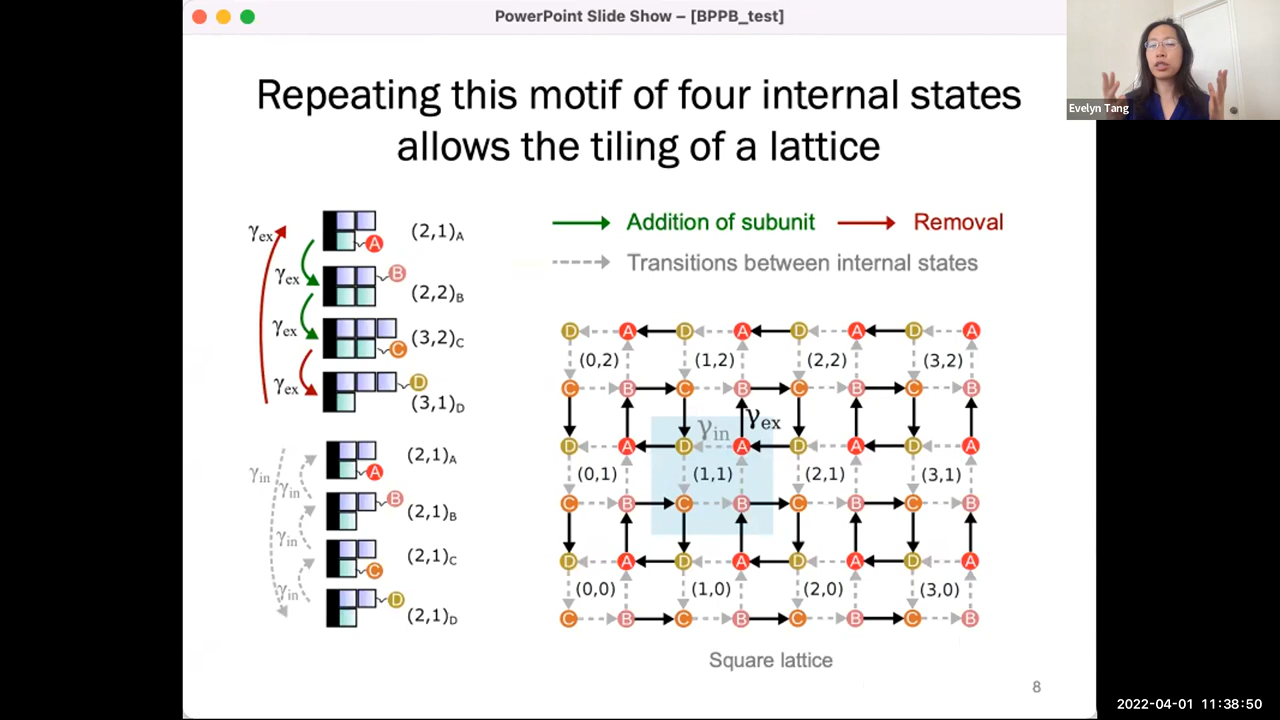 PowerPoint Slide Show – [BPPB_test]
Evelyn Tang
Repeating this motif of four internal states
allows the tiling of a lattice
Addition of subunit
Removal
Transitions between internal states
γex
A
(2,1)A
γex
B
(2,2)B
γex
C
(3,2)C
γex
D
(3,1)D
A
(2,1)A
γin
γin
B
(2,1)B
γin
C
(2,1)C
γin
D
(2,1)D
D A D A D A D A
(0,2) (1,2) (2,2) (3,2)
C B C B C B C B
γin γex
D A D A D A D A
(0,1) (1,1) (2,1) (3,1)
C B C B C B C B
D A D A D A D A
(0,0) (1,0) (2,0) (3,0)
C B C B C B C B
Square lattice
8
2022-04-01 11:38:50